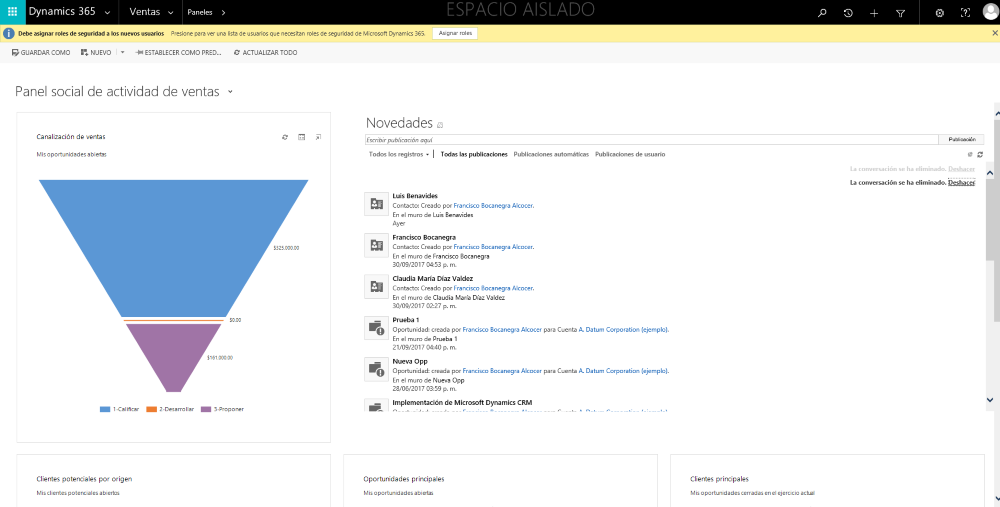 Dynamics 365
Ventas
Paneles
ESPACIO AISLADO
Debe asignar roles de seguridad a los nuevos usuarios Presione para ver una lista de usuarios que necesitan roles de seguridad de Microsoft Dynamics 365. Asignar roles
GUARDAR COMO
NUEVO
ESTABLECER COMO PRED...
ACTUALIZAR TODO
Panel social de actividad de ventas
Canalización de ventas
Mis oportunidades abiertas
$325,000.00
$0.00
$161,000.00
1-Calificar 2-Desarrollar 3-Proponer
Novedades
Escribir publicación aquí Publicación
Todos los registros Todas las publicaciones Publicaciones automáticas Publicaciones de usuario
La conversación se ha eliminado. Deshacer
La conversación se ha eliminado. Deshacer
Luis Benavides
Contacto: Creado por Francisco Bocanegra Alcocer.
En el muro de Luis Benavides
Ayer
Francisco Bocanegra
Contacto: Creado por Francisco Bocanegra Alcocer.
En el muro de Francisco Bocanegra
30/09/2017 04:53 p. m.
Claudia María Díaz Valdez
Contacto: Creado por Francisco Bocanegra Alcocer.
En el muro de Claudia María Díaz Valdez
30/09/2017 02:27 p. m.
Prueba 1
Oportunidad: creada por Francisco Bocanegra Alcocer para Cuenta A. Datum Corporation (ejemplo).
En el muro de Prueba 1
21/09/2017 04:40 p. m.
Nueva Opp
Oportunidad: creada por Francisco Bocanegra Alcocer para Cuenta A. Datum Corporation (ejemplo).
En el muro de Nueva Opp
28/06/2017 03:59 p. m.
Implementación de Microsoft Dynamics CRM
Clientes potenciales por origen
Mis clientes potenciales abiertos
Oportunidades principales
Mis oportunidades abiertas
Clientes principales
Mis oportunidades cerradas en el ejercicio actual